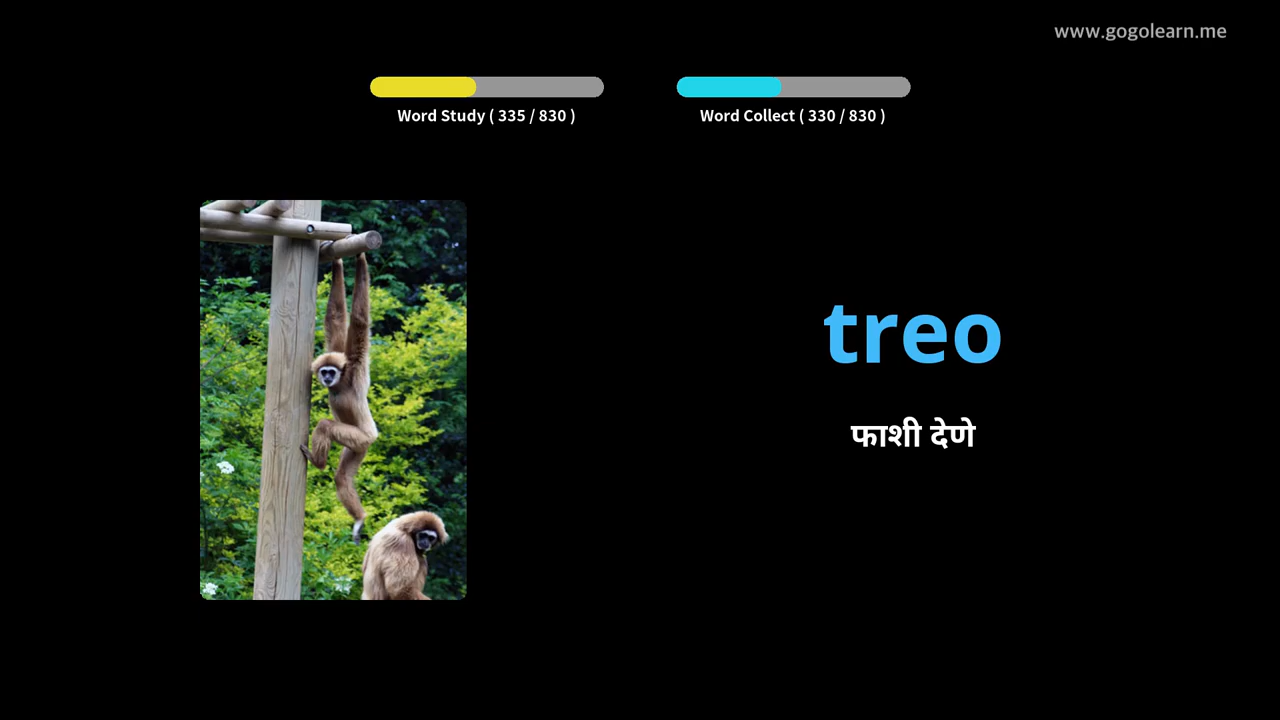 www.gogolearn.me
Word Study ( 335 / 830 )
Word Collect ( 330 / 830 )
treo
फाशी देणे